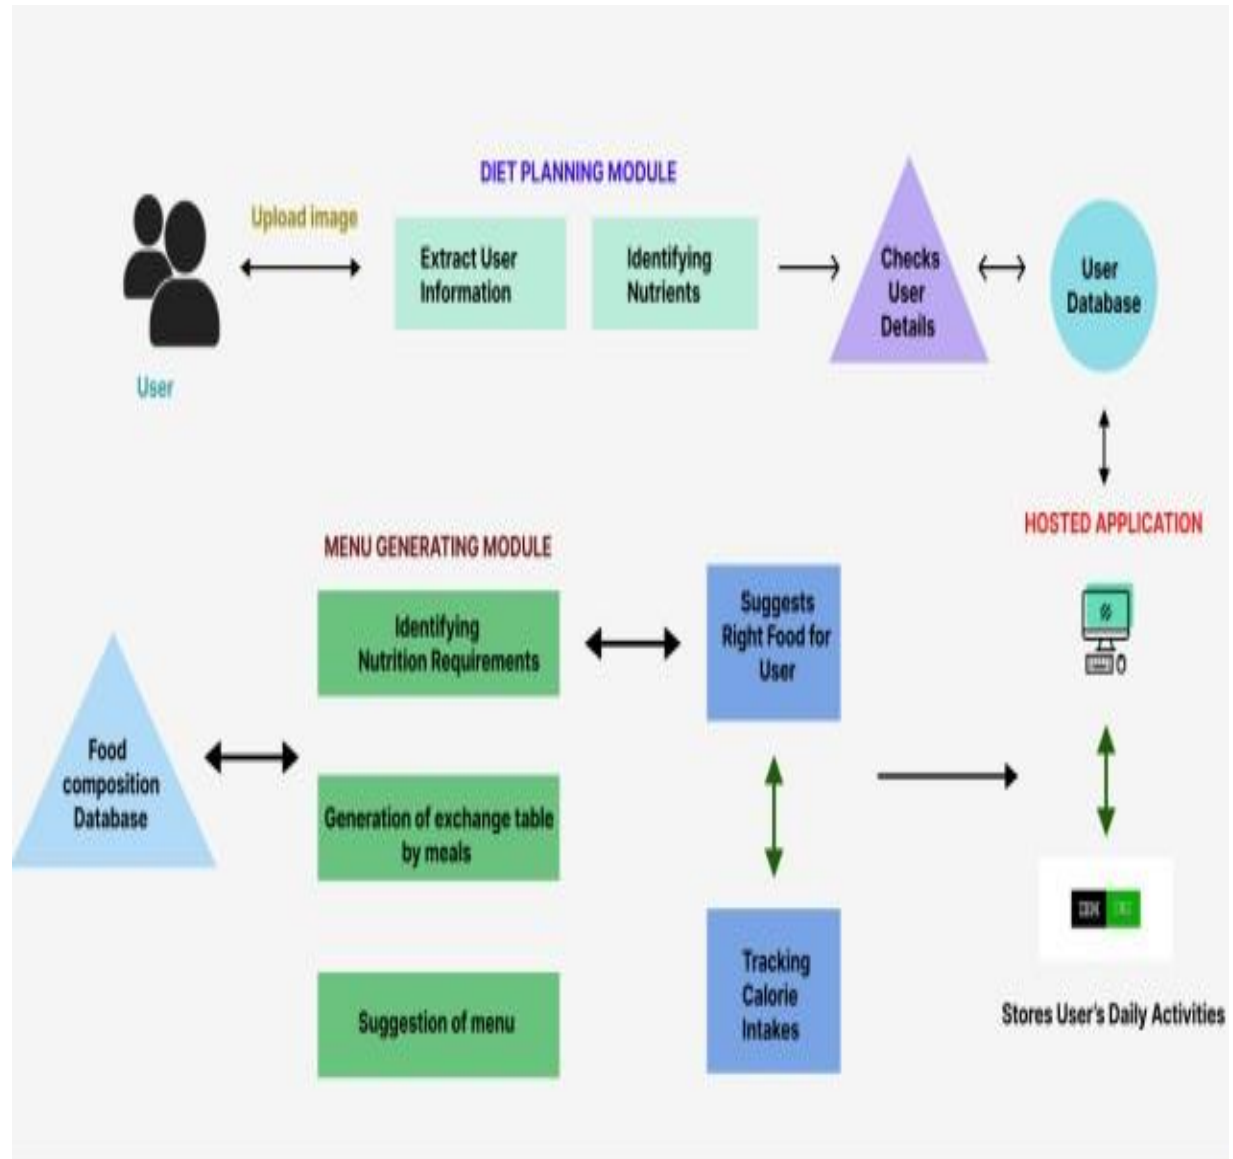 DIET PLANNING MODULE
Upload image
Extract User
Information
Identifying
Nutrients
Checks
User
Details
User
Database
User
HOSTED APPLICATION
MENU GENERATING MODULE
Identifying
Nutrition Requirements
Suggests
Right Food for
User
Food
composition
Database
Generation of exchange table
by meals
Tracking
Calorie
Intakes
Suggestion of menu
IBM
Stores User's Daily Activities